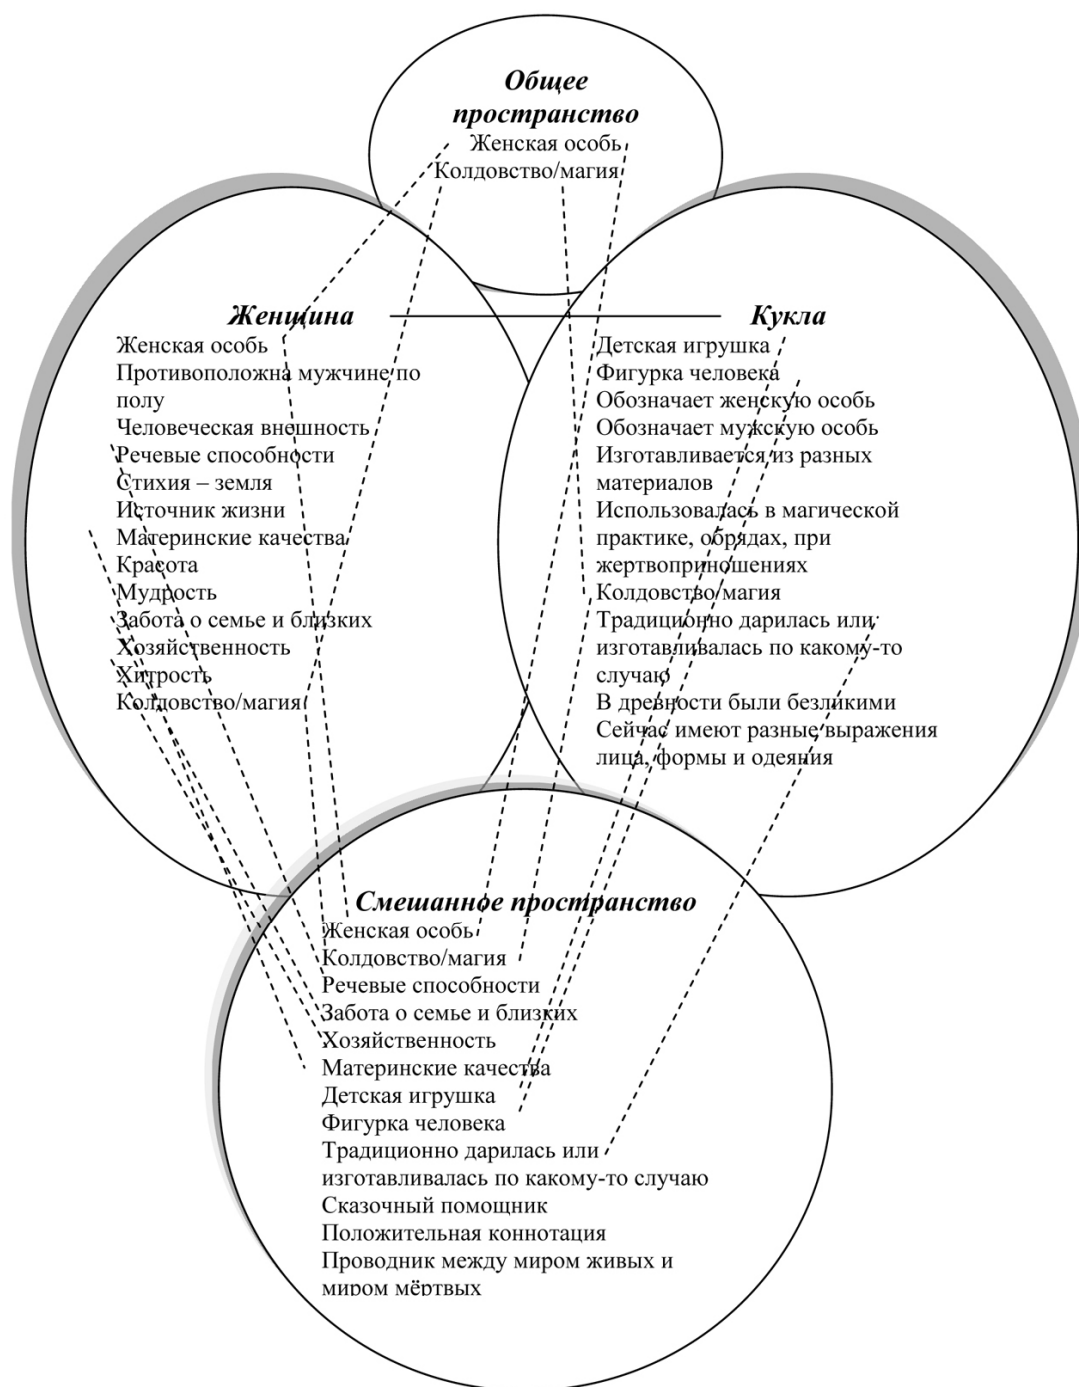 Общее
пространство
Женская особь
Колдовство/магия
Женщина
Женская особь
Противоположна мужчине по
полу
Человеческая внешность
Речевые способности
Стихия – земля
Источник жизни
Материнские качества
Красота
Мудрость
Забота о семье и близких
Хозяйственность
Хитрость
Колдовство/магия
Кукла
Детская игрушка
Фигурка человека
Обозначает женскую особь
Обозначает мужскую особь
Изготавливается из разных
материалов
Использовалась в магической
практике, обрядах, при
жертвоприношениях
Колдовство/магия
Традиционно дарилась или
изготавливалась по какому-то
случаю
В древности были безликими
Сейчас имеют разные выражения
лица, формы и одеяния
Смешанное пространство
Женская особь
Колдовство/магия
Речевые способности
Забота о семье и близких
Хозяйственность
Материнские качества
Детская игрушка
Фигурка человека
Традиционно дарилась или
изготавливалась по какому-то случаю
Сказочный помощник
Положительная коннотация
Проводник между миром живых и
миром мёртвых